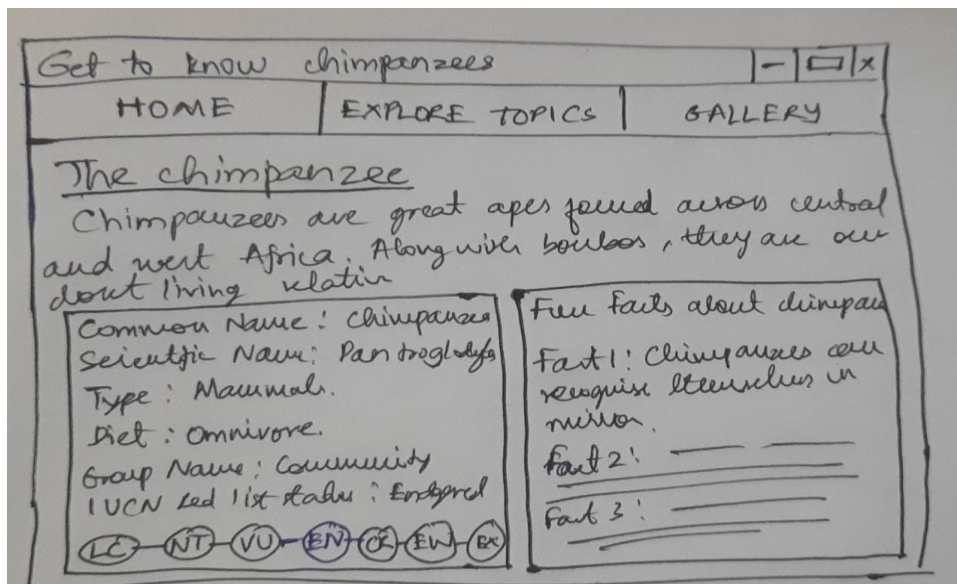 Get to know chimpanzees
HOME EXPLORE TOPICS GALLERY
The chimpanzee
Chimpanzees are great apes found across central
and west Africa. Along with bonobos, they are our
living relative
Common Name: Chimpanzee
Scientific Name: Pan troglodytes
Type: Mammals.
Diet: Omnivore.
Group Name: Community
IUCN Red list status: Endgered
LC NT VU EN CR EW EX
Fun facts about chimpan
Fact 1: Chimpanzees can
recognise themselves in
mirror.
Fact 2:
Fact 3: